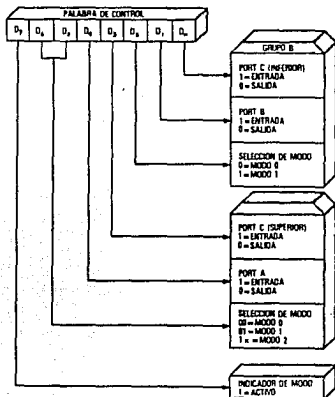 PALABRA DE CONTROL
D7 D6 D5 D4 D3 D2 D1 D0
GRUPO B
PORT C (INFERIOR)
1 = ENTRADA
0 = SALIDA
PORT B
1 = ENTRADA
0 = SALIDA
SELECCION DE MODO
0 = MODO 0
1 = MODO 1
PORT C (SUPERIOR)
1 = ENTRADA
0 = SALIDA
PORT A
1 = ENTRADA
0 = SALIDA
SELECCION DE MODO
00 = MODO 0
01 = MODO 1
1x = MODO 2
INDICADOR DE MODO
1 = ACTIVO